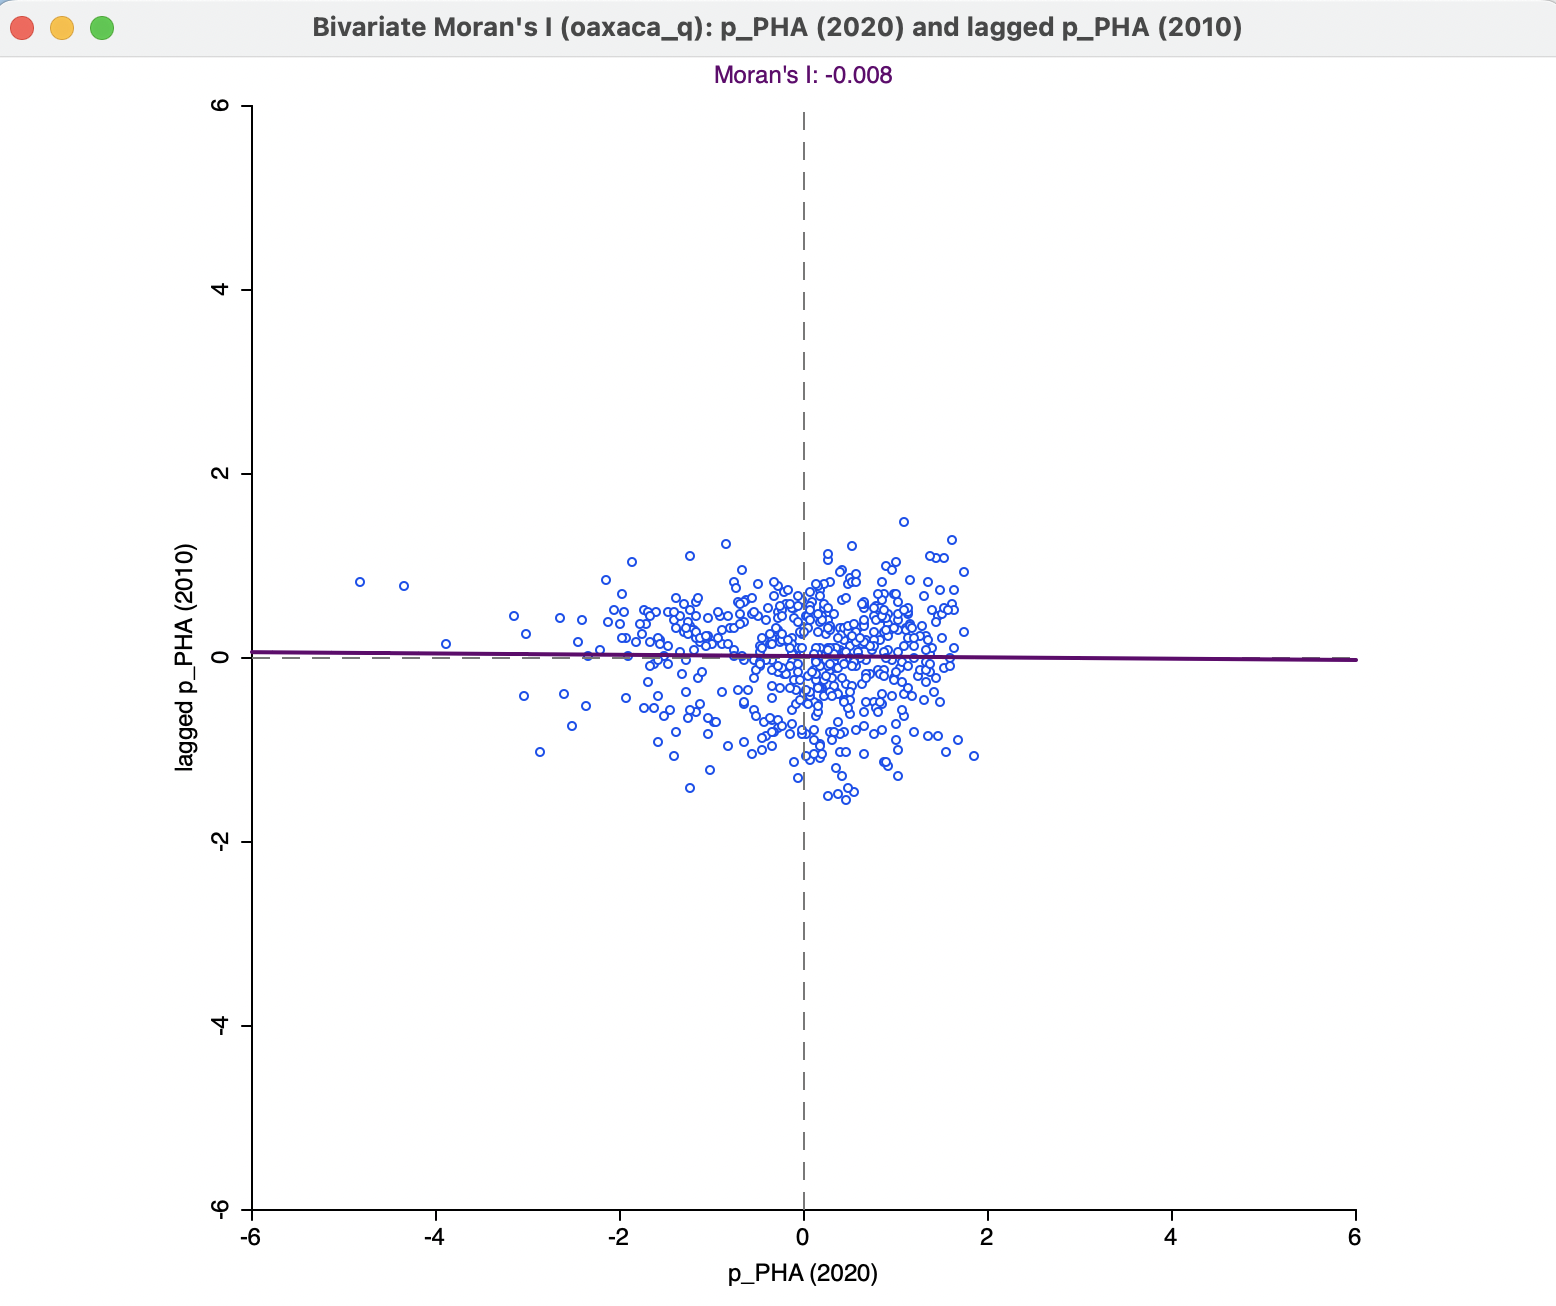 Bivariate Moran's I (oaxaca_q): p_PHA (2020) and lagged p_PHA (2010)
Moran's I: -0.008
6
4
2
0
-2
-4
-6
lagged p_PHA (2010)
-6 -4 -2 0 2 4 6
p_PHA (2020)